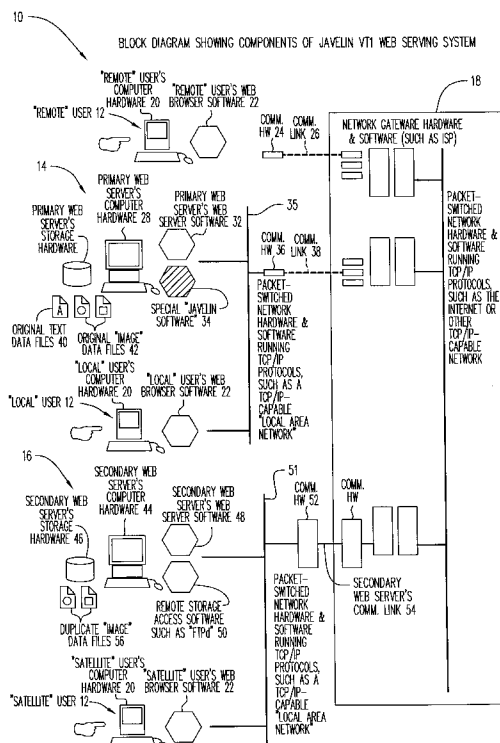 10
BLOCK DIAGRAM SHOWING COMPONENTS OF JAVELIN VT1 WEB SERVING SYSTEM
18
"REMOTE" USER'S
COMPUTER
HARDWARE 20
"REMOTE" USER'S WEB
BROWSER SOFTWARE 22
"REMOTE" USER 12
COMM.
HW 24
COMM.
LINK 26
NETWORK GATEWARE HARDWARE
& SOFTWARE (SUCH AS ISP)
14
PRIMARY WEB
SERVER'S
COMPUTER
HARDWARE 28
PRIMARY WEB
SERVER'S WEB
SERVER SOFTWARE 32
35
PRIMARY WEB
SERVER'S
STORAGE
HARDWARE
COMM.
HW 36
COMM.
LINK 38
SPECIAL "JAVELIN
SOFTWARE" 34
A
ORIGINAL TEXT
DATA FILES 40
ORIGINAL "IMAGE"
DATA FILES 42
PACKET-
SWITCHED
NETWORK
HARDWARE &
SOFTWARE
RUNNING
TCP/IP
PROTOCOLS,
SUCH AS A
TCP/IP-
CAPABLE
"LOCAL AREA
NETWORK"
PACKET-
SWITCHED
NETWORK
HARDWARE
& SOFTWARE
RUNNING
TCP/IP
PROTOCOLS,
SUCH AS THE
INTERNET OR
OTHER
TCP/IP-
CAPABLE
NETWORK
"LOCAL" USER'S
COMPUTER
HARDWARE 20
"LOCAL" USER'S WEB
BROWSER SOFTWARE 22
"LOCAL" USER 12
16
SECONDARY WEB
SERVER'S
COMPUTER
HARDWARE 44
SECONDARY WEB
SERVER'S WEB
SERVER SOFTWARE 48
51
COMM.
HW 52
COMM.
HW
SECONDARY WEB
SERVER'S
STORAGE
HARDWARE 46
REMOTE STORAGE
ACCESS SOFTWARE
SUCH AS "FTPd" 50
DUPLICATE "IMAGE"
DATA FILES 56
SECONDARY
WEB SERVER'S
COMM. LINK 54
PACKET-
SWITCHED
NETWORK
HARDWARE &
SOFTWARE
RUNNING
TCP/IP
PROTOCOLS,
SUCH AS A
TCP/IP-
CAPABLE
"LOCAL AREA
NETWORK"
"SATELLITE" USER'S
COMPUTER
HARDWARE 20
"SATELLITE" USER'S WEB
BROWSER SOFTWARE 22
"SATELLITE"
USER 12